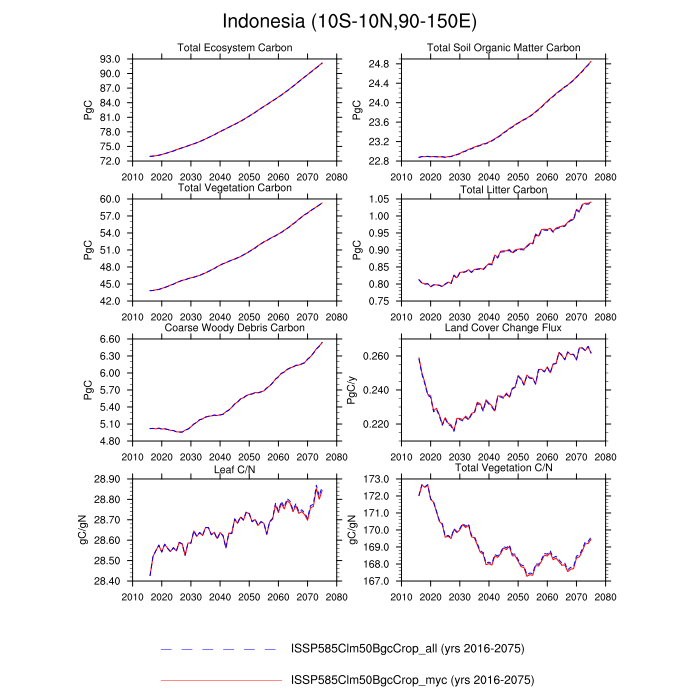 Indonesia (10S-10N,90-150E)
Total Ecosystem Carbon
Total Soil Organic Matter Carbon
PgC
93.0
90.0
87.0
84.0
81.0
78.0
75.0
72.0
2010 2020 2030 2040 2050 2060 2070 2080
PgC
24.8
24.4
24.0
23.6
23.2
22.8
2010 2020 2030 2040 2050 2060 2070 2080
Total Vegetation Carbon
Total Litter Carbon
PgC
60.0
57.0
54.0
51.0
48.0
45.0
42.0
2010 2020 2030 2040 2050 2060 2070 2080
PgC
1.05
1.00
0.95
0.90
0.85
0.80
0.75
2010 2020 2030 2040 2050 2060 2070 2080
Coarse Woody Debris Carbon
Land Cover Change Flux
PgC
6.60
6.30
6.00
5.70
5.40
5.10
4.80
2010 2020 2030 2040 2050 2060 2070 2080
PgC/y
0.260
0.240
0.220
2010 2020 2030 2040 2050 2060 2070 2080
Leaf C/N
Total Vegetation C/N
gC/gN
28.90
28.80
28.70
28.60
28.50
28.40
2010 2020 2030 2040 2050 2060 2070 2080
gC/gN
173.0
172.0
171.0
170.0
169.0
168.0
167.0
2010 2020 2030 2040 2050 2060 2070 2080
ISSP585Clm50BgcCrop_all (yrs 2016-2075)
ISSP585Clm50BgcCrop_myc (yrs 2016-2075)